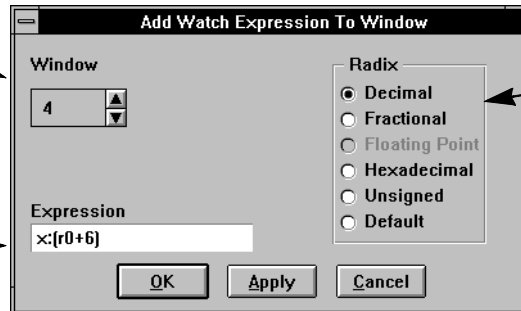 Add Watch Expression To Window
Window
4
Radix
Decimal
Fractional
Floating Point
Hexadecimal
Unsigned
Default
Expression
x:(r0+6)
OK
Apply
Cancel